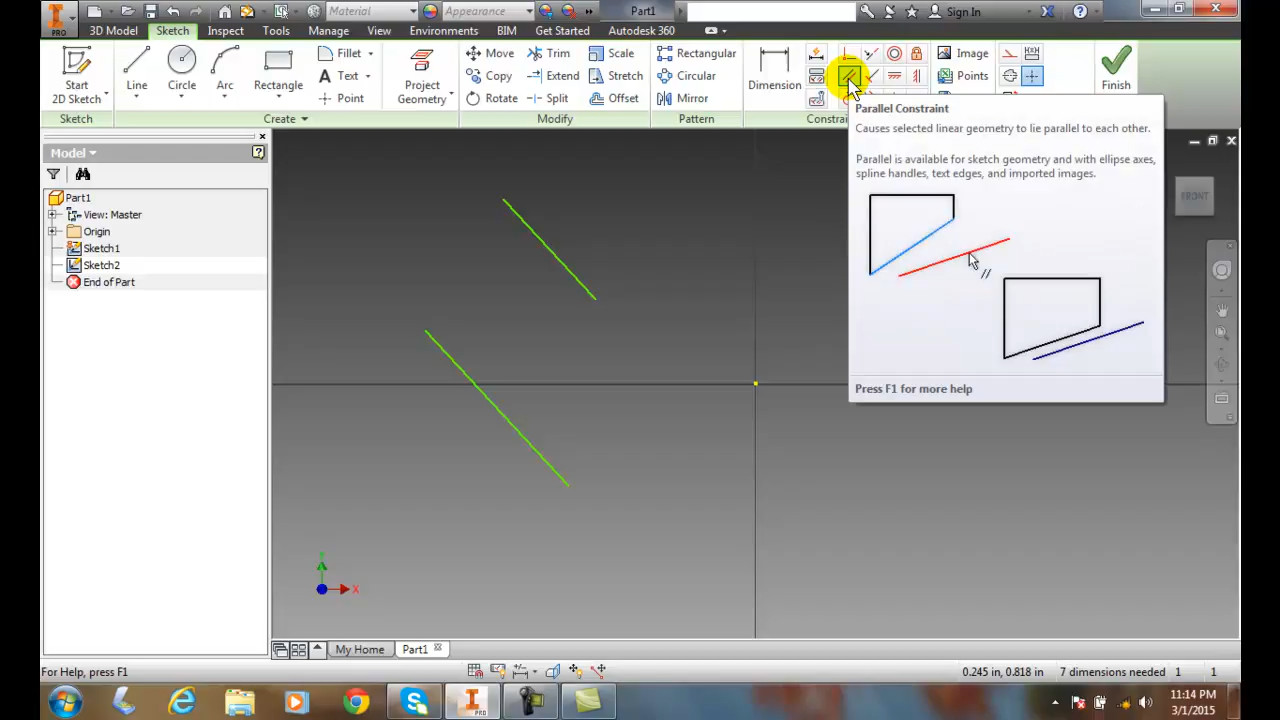 Material
Appearance
Part1
Sign In
PRO
3D Model
Sketch
Inspect
Tools
Manage
View
Environments
BIM
Get Started
Autodesk 360
Start
2D Sketch
Line
Circle
Arc
Rectangle
Fillet
Text
Point
Project
Geometry
Move
Copy
Rotate
Trim
Extend
Split
Scale
Stretch
Offset
Rectangular
Circular
Mirror
Dimension
Image
Points
Finish
Sketch
Create
Modify
Pattern
Constrai
Exit
Parallel Constraint
Causes selected linear geometry to lie parallel to each other.
Parallel is available for sketch geometry and with ellipse axes,
spline handles, text edges, and imported images.
Press F1 for more help
Model
Part1
View: Master
Origin
Sketch1
Sketch2
End of Part
FRONT
X
My Home
Part1
For Help, press F1
0.245 in, 0.818 in
7 dimensions needed
1
1
PRO
11:14 PM
3/1/2015